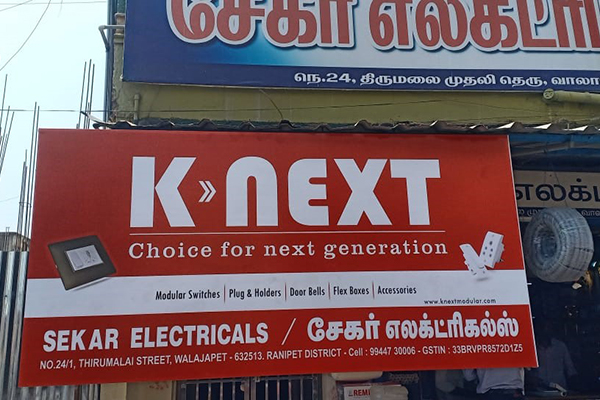 சேகர் எலக்ட்ரி
நெ.24, திருமலை முதலி தெரு, வாலா
K»NEXT
Choice for next generation
Modular Switches | Plug & Holders | Door Bells | Flex Boxes | Accessories
www.knextmodular.com
SEKAR ELECTRICALS / சேகர் எலக்ட்ரிகல்ஸ்
NO.24/1, THIRUMALAI STREET, WALAJAPET - 632513. RANIPET DISTRICT - Cell : 99447 30006 - GSTIN : 33BRVPR8572D1Z5
எலக்ட்